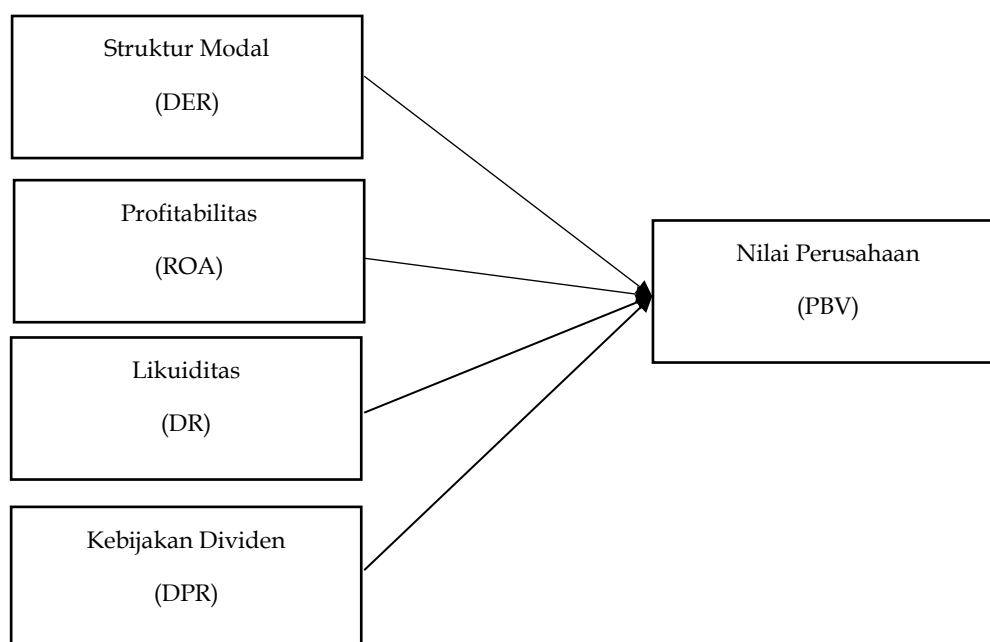 Struktur Modal
(DER)
Profitabilitas
(ROA)
Likuiditas
(DR)
Kebijakan Dividen
(DPR)
Nilai Perusahaan
(PBV)